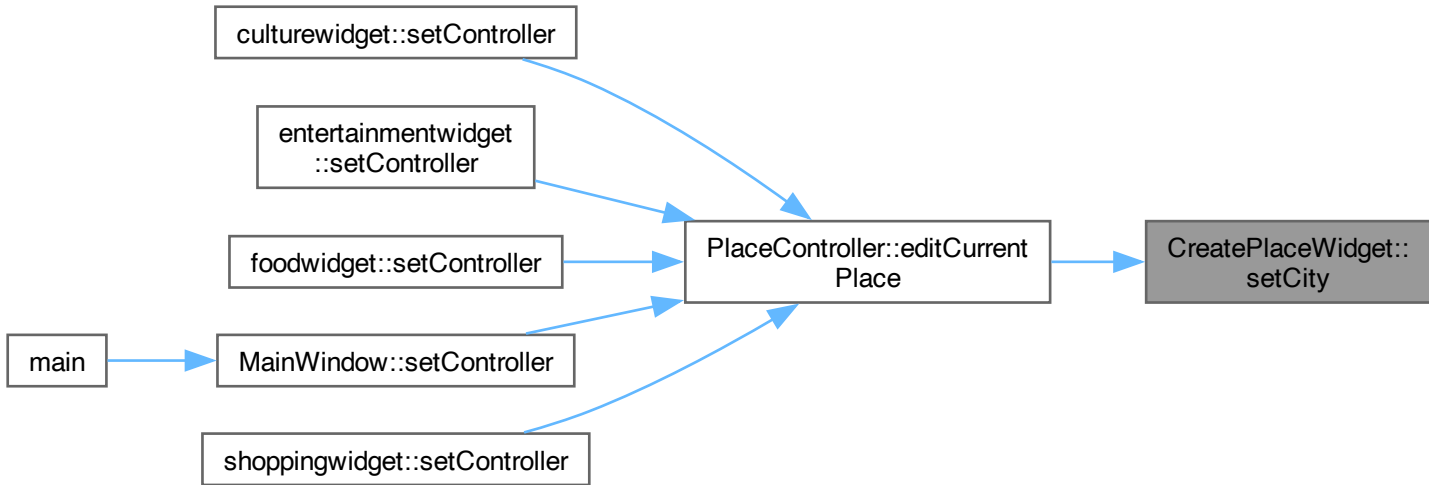 culturewidget::setController
entertainmentwidget
::setController
foodwidget::setController
PlaceController::editCurrent
Place
CreatePlaceWidget::
setCity
main
MainWindow::setController
shoppingwidget::setController